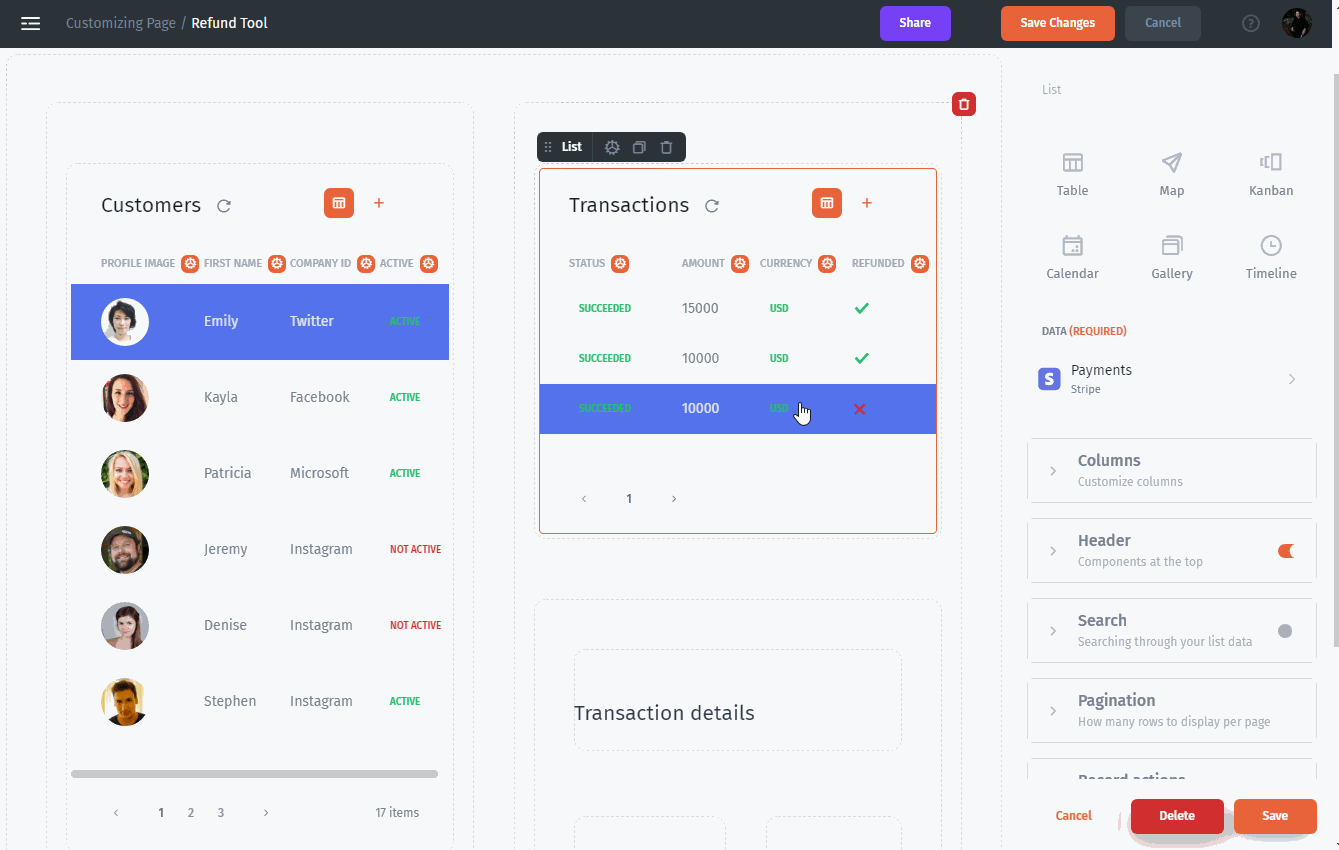 Customizing Page / Refund Tool
Share
Save Changes
Cancel
?
List
Customers
+
PROFILE IMAGE FIRST NAME COMPANY ID ACTIVE
Emily Twitter ACTIVE
Kayla Facebook ACTIVE
Patricia Microsoft ACTIVE
Jeremy Instagram NOT ACTIVE
Denise Instagram NOT ACTIVE
Stephen Instagram ACTIVE
‹ 1 2 3 › 17 items
List
Transactions
+
STATUS AMOUNT CURRENCY REFUNDED
SUCCEEDED 15000 USD
SUCCEEDED 10000 USD
SUCCEEDED 10000 USD
‹ 1 ›
Transaction details
Table Map Kanban
Calendar Gallery Timeline
DATA (REQUIRED)
S
Payments
Stripe
Columns
Customize columns
Header
Components at the top
Search
Searching through your list data
Pagination
How many rows to display per page
Record actions
Cancel
Delete
Save